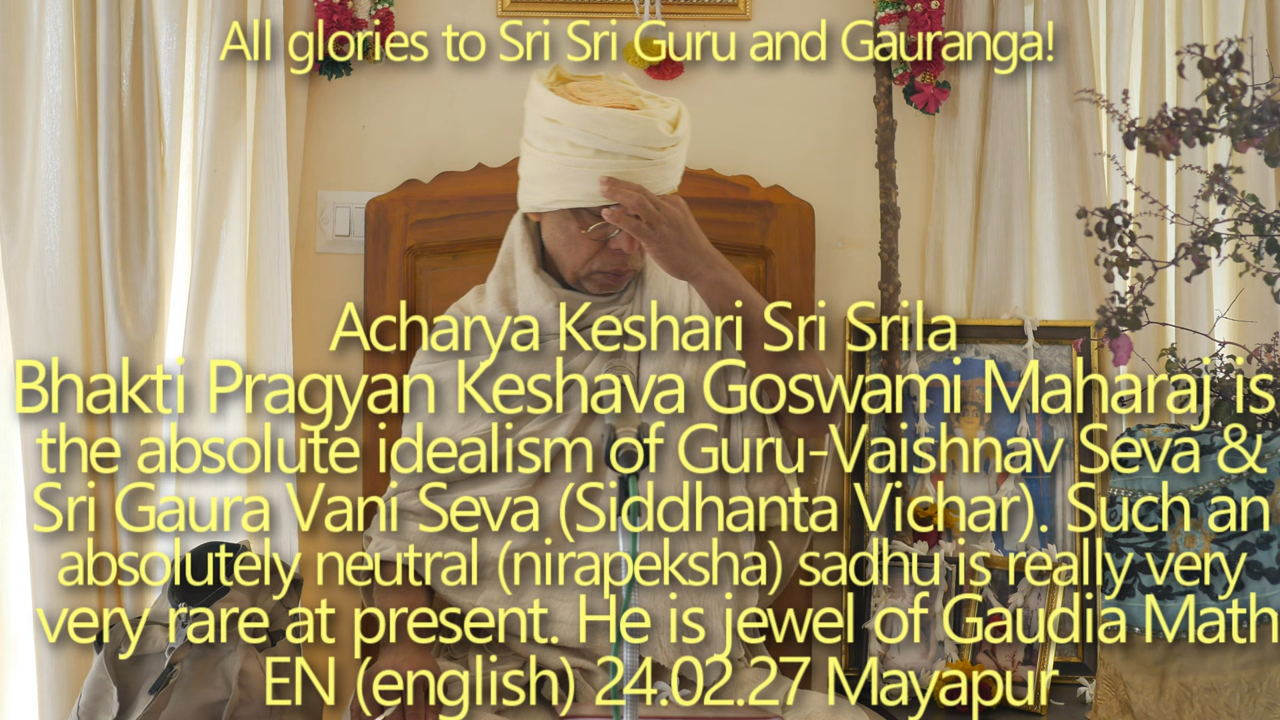 All glories to Sri Sri Guru and Gauranga!
Acharya Keshari Sri Srila
Bhakti Pragyan Keshava Goswami Maharaj is
the absolute idealism of Guru-Vaishnav Seva &
Sri Gaura Vani Seva (Siddhanta Vichar). Such an
absolutely neutral (nirapeksha) sadhu is really very
very rare at present. He is jewel of Gaudia Math
EN (english) 24.02.27 Mayapur